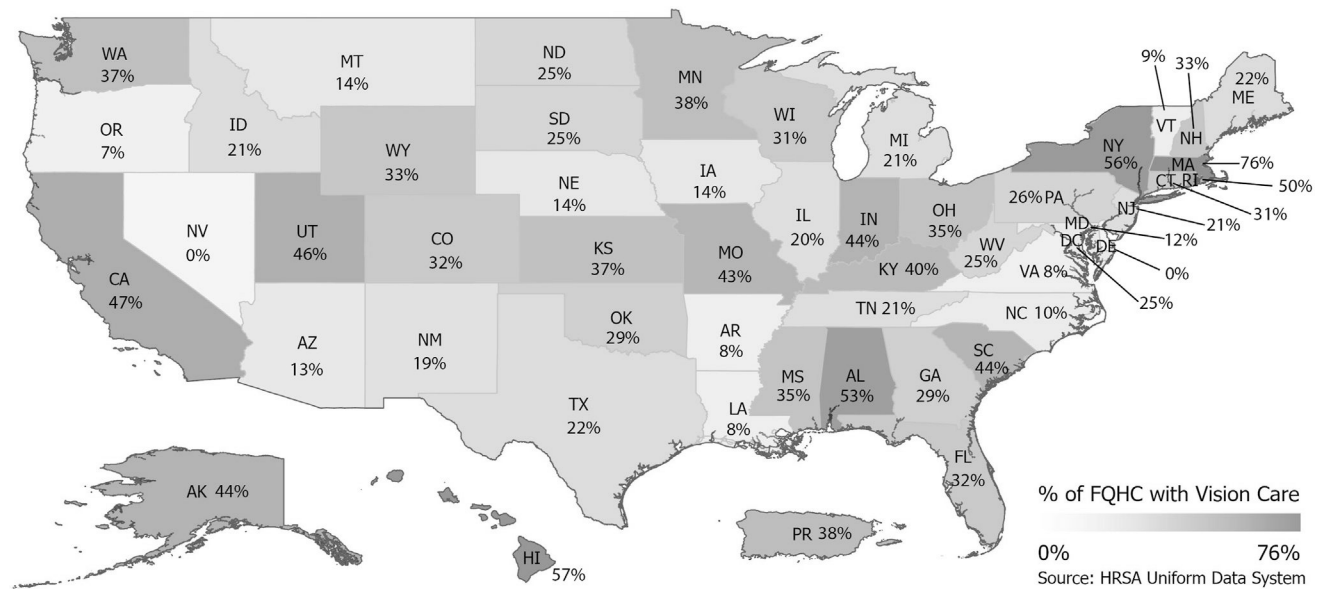 WA
37%
MT
14%
ND
25%
MN
38%
9%
33%
22%
ME
OR
7%
ID
21%
WY
33%
SD
25%
WI
31%
MI
21%
VT
NH
NY
56%
MA
76%
CT RI
50%
31%
NV
0%
UT
46%
CO
32%
NE
14%
IA
14%
IL
20%
IN
44%
OH
35%
26% PA
NJ
21%
MD
12%
DC
DE
0%
25%
CA
47%
KS
37%
MO
43%
KY 40%
WV
25%
VA 8%
AZ
13%
NM
19%
OK
29%
AR
8%
TN 21%
NC 10%
SC
44%
TX
22%
LA
8%
MS
35%
AL
53%
GA
29%
FL
32%
AK 44%
HI
57%
PR 38%
% of FQHC with Vision Care
0%
76%
Source: HRSA Uniform Data System